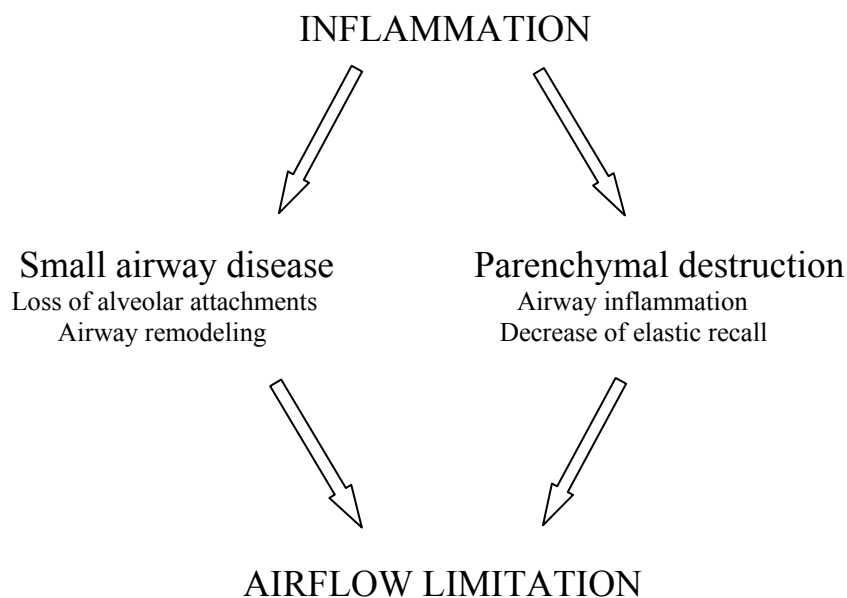 INFLAMMATION
Small airway disease
Loss of alveolar attachments
Airway remodeling
Parenchymal destruction
Airway inflammation
Decrease of elastic recall
AIRFLOW LIMITATION